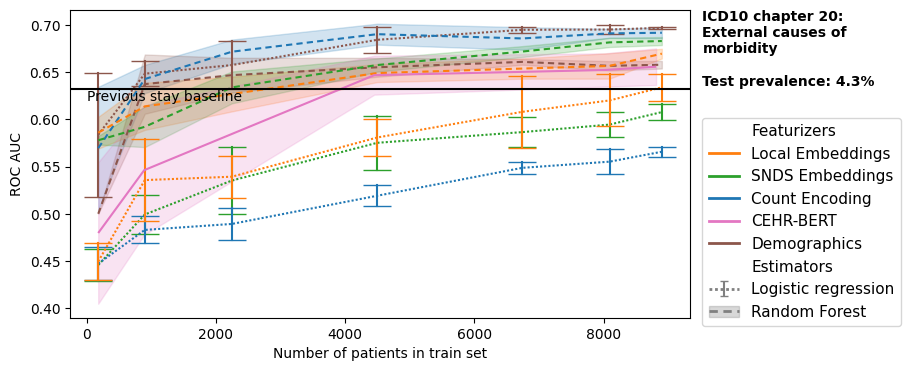 ICD10 chapter 20:
External causes of
morbidity
Test prevalence: 4.3%
ROC AUC
0.70
0.65
0.60
0.55
0.50
0.45
0.40
Previous stay baseline
0
2000
4000
6000
8000
Number of patients in train set
Featurizers
Local Embeddings
SNDS Embeddings
Count Encoding
CEHR-BERT
Demographics
Estimators
Logistic regression
Random Forest